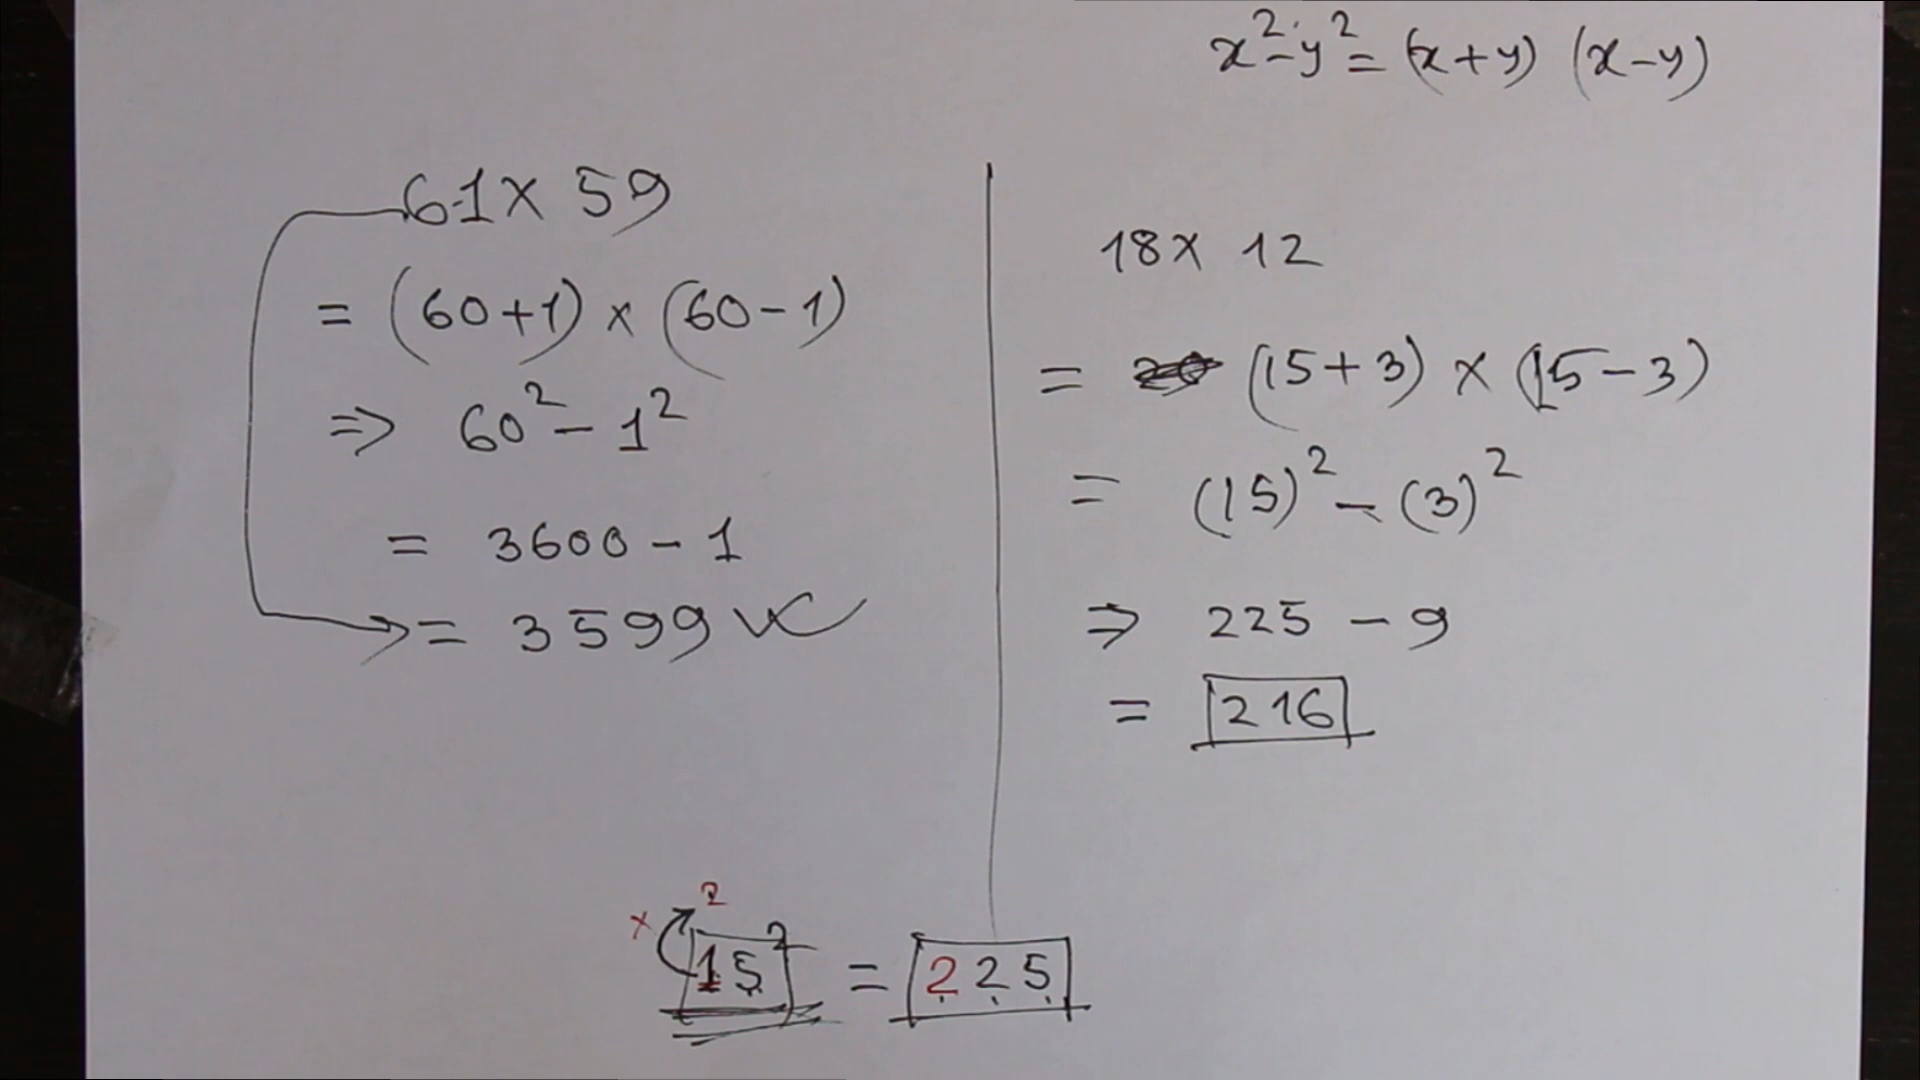 x² - y² = (x+y) (x-y)
61 x 59
= (60+1) x (60-1)
⇒ 60² - 1²
= 3600 - 1
= 3599
18 x 12
= (15+3) x (15-3)
= (15)² - (3)²
⇒ 225 - 9
= 216
x 2
15² = 225